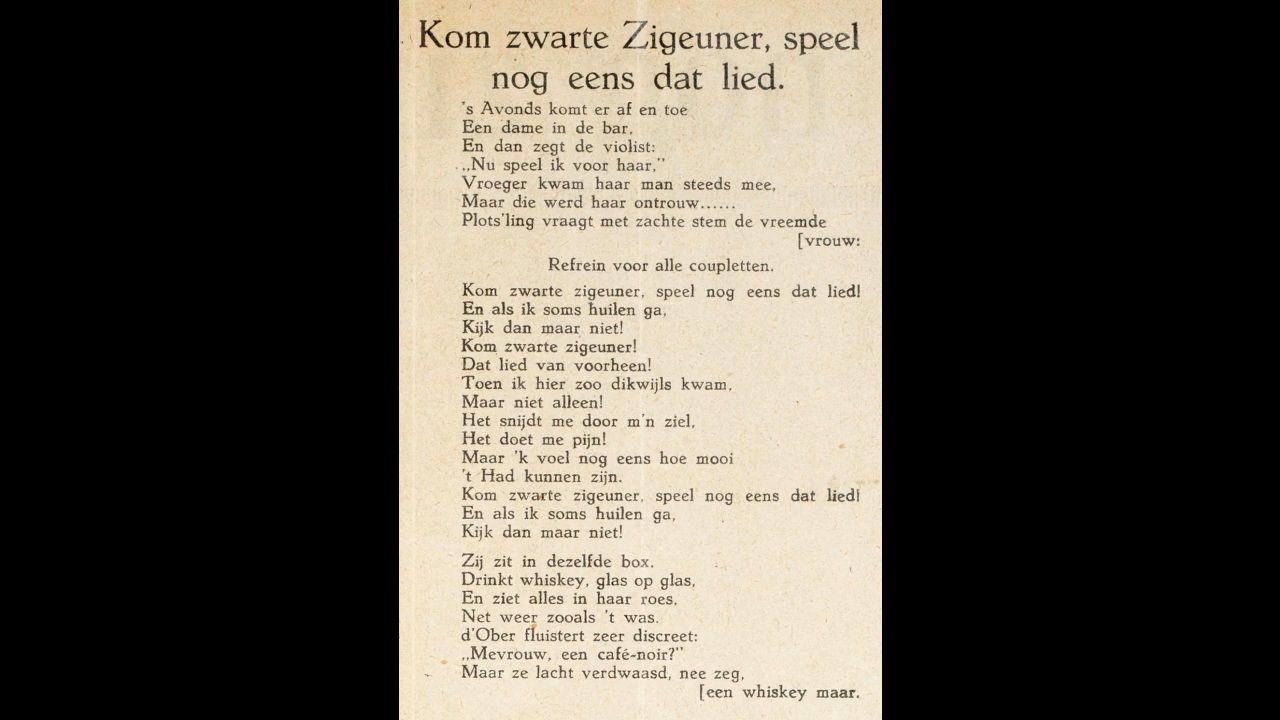 Kom zwarte Zigeuner, speel
nog eens dat lied.
's Avonds komt er af en toe
Een dame in de bar,
En dan zegt de violist:
„Nu speel ik voor haar,"
Vroeger kwam haar man steeds mee,
Maar die werd haar ontrouw......
Plots'ling vraagt met zachte stem de vreemde
[vrouw:
Refrein voor alle coupletten.
Kom zwarte zigeuner, speel nog eens dat lied!
En als ik soms huilen ga,
Kijk dan maar niet!
Kom zwarte zigeuner!
Dat lied van voorheen!
Toen ik hier zoo dikwijls kwam,
Maar niet alleen!
Het snijdt me door m'n ziel,
Het doet me pijn!
Maar 'k voel nog eens hoe mooi
't Had kunnen zijn.
Kom zwarte zigeuner, speel nog eens dat lied!
En als ik soms huilen ga,
Kijk dan maar niet!
Zij zit in dezelfde box.
Drinkt whiskey, glas op glas,
En ziet alles in haar roes,
Net weer zooals 't was.
d'Ober fluistert zeer discreet:
„Mevrouw, een café-noir?"
Maar ze lacht verdwaasd, nee zeg,
[een whiskey maar.